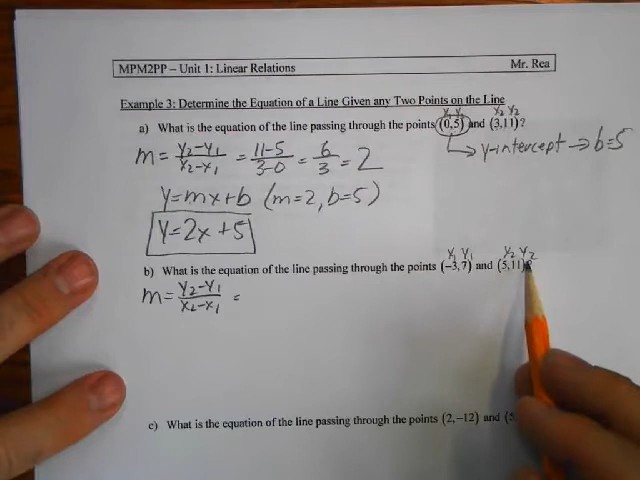 MPM2PP – Unit 1: Linear Relations Mr. Rea
Example 3: Determine the Equation of a Line Given any Two Points on the Line
x₁ y₁ x₂ y₂
a) What is the equation of the line passing through the points (0,5) and (3,11)?
m = y₂-y₁/x₂-x₁ = 11-5/3-0 = 6/3 = 2
y-intercept → b=5
y=mx+b (m=2, b=5)
y=2x+5
x₁ y₁ x₂ y₂
b) What is the equation of the line passing through the points (−3,7) and (5,11)?
m = y₂-y₁/x₂-x₁ =
c) What is the equation of the line passing through the points (2,−12) and (5,